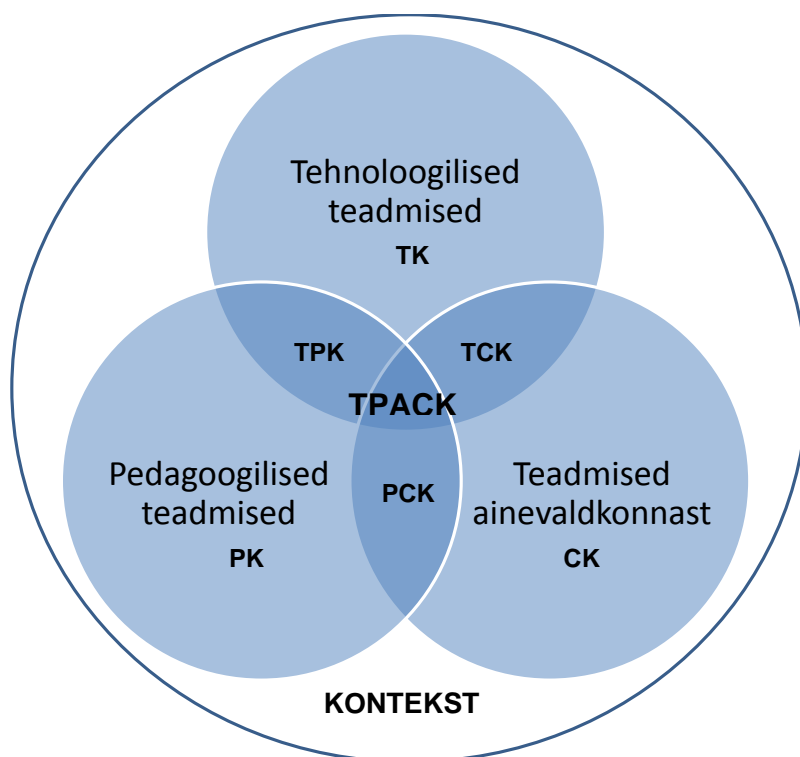 Tehnoloogilised
teadmised
TK
TPK
TCK
TPACK
Pedagoogilised
teadmised
PK
PCK
Teadmised
ainevaldkonnast
CK
KONTEKST